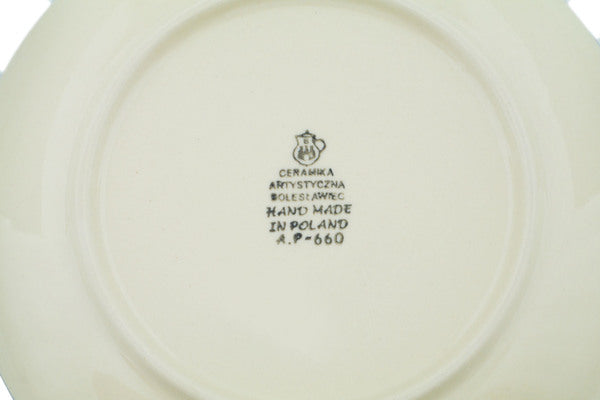 B
CERAMIKA
ARTYSTYCZNA
BOLESŁAWIEC
HAND MADE
IN POLAND
A.P-660